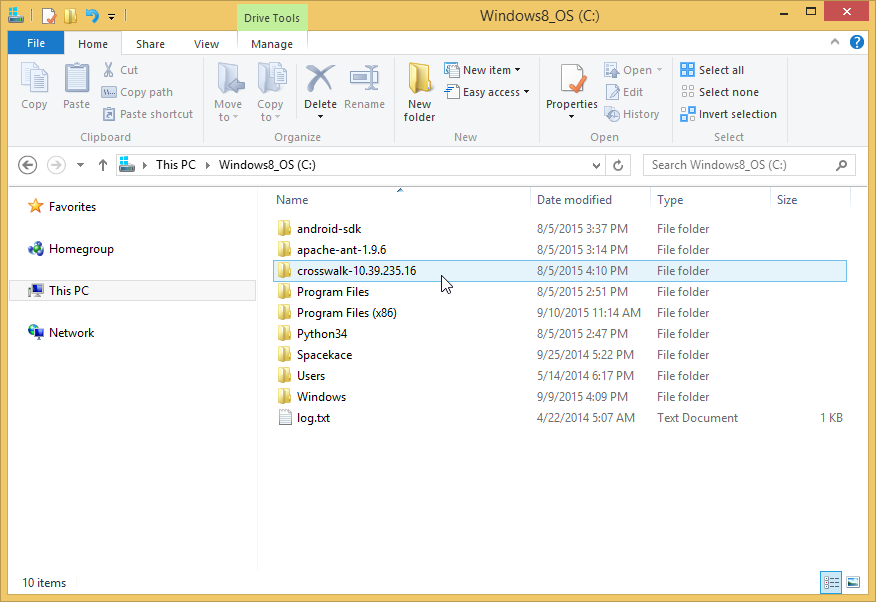 Drive Tools
Windows8_OS (C:)
File Home Share View Manage
Copy
Paste
Cut
Copy path
Paste shortcut
Clipboard
Move to
Copy to
Delete
Rename
Organize
New folder
New item
Easy access
New
Properties
Open
Edit
History
Open
Select all
Select none
Invert selection
Select
This PC Windows8_OS (C:)
Search Windows8_OS (C:)
Favorites
Homegroup
This PC
Network
Name Date modified Type Size
android-sdk 8/5/2015 3:37 PM File folder
apache-ant-1.9.6 8/5/2015 3:14 PM File folder
crosswalk-10.39.235.16 8/5/2015 4:10 PM File folder
Program Files 8/5/2015 2:51 PM File folder
Program Files (x86) 9/10/2015 11:14 AM File folder
Python34 8/5/2015 2:47 PM File folder
Spacekace 9/25/2014 5:22 PM File folder
Users 5/14/2014 6:17 PM File folder
Windows 9/9/2015 4:09 PM File folder
log.txt 4/22/2014 5:07 AM Text Document 1 KB
10 items